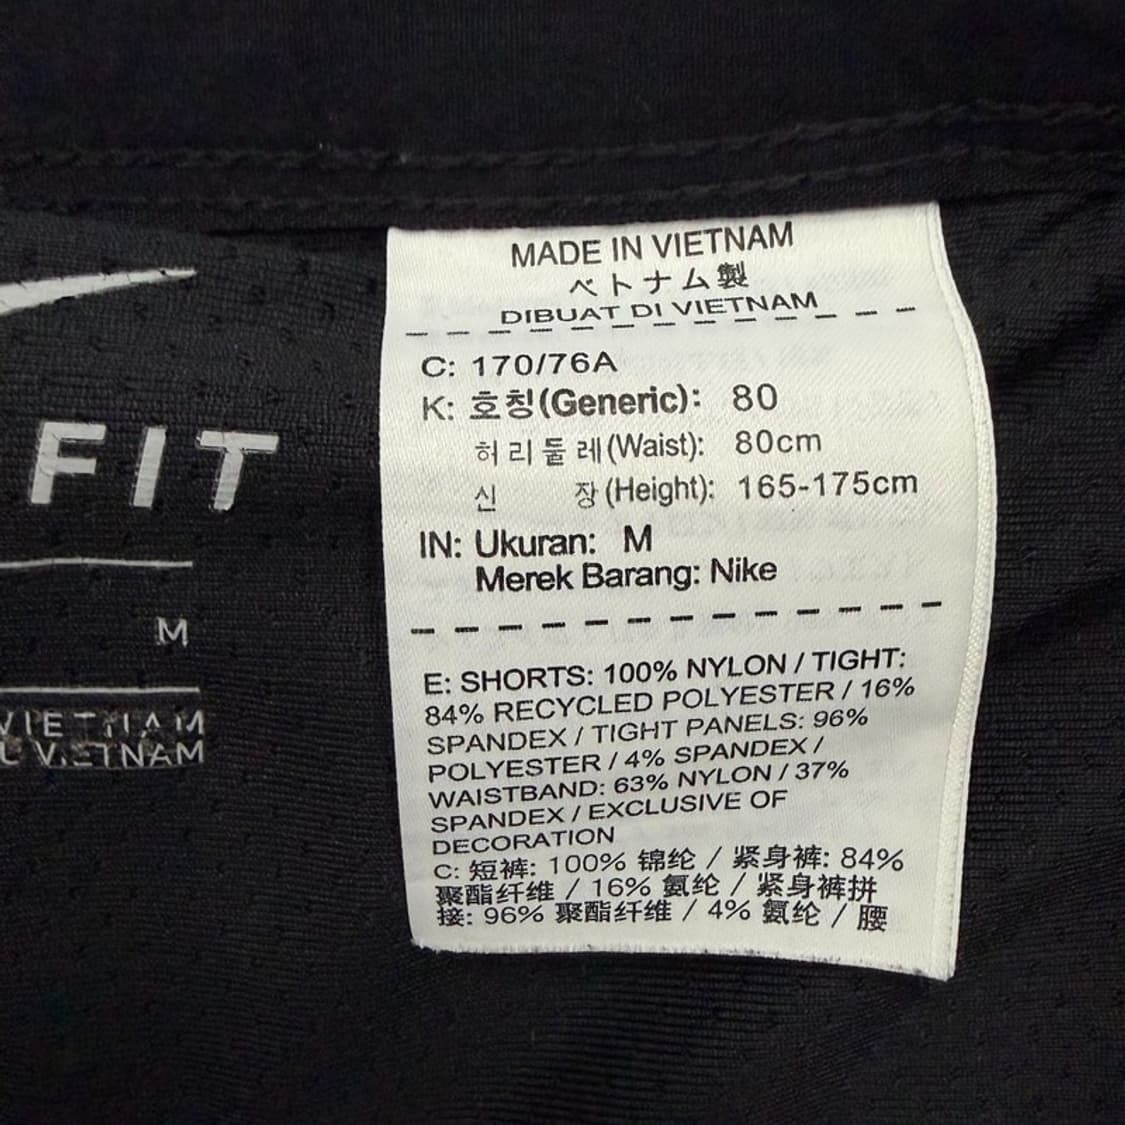 MADE IN VIETNAM
ベトナム製
DIBUAT DI VIETNAM
C: 170/76A
K: 호칭(Generic): 80
허리둘레(Waist): 80cm
신 장(Height): 165-175cm
IN: Ukuran: M
Merek Barang: Nike
E: SHORTS: 100% NYLON / TIGHT:
84% RECYCLED POLYESTER / 16%
SPANDEX / TIGHT PANELS: 96%
POLYESTER / 4% SPANDEX /
WAISTBAND: 63% NYLON / 37%
SPANDEX / EXCLUSIVE OF
DECORATION
C: 短裤: 100% 锦纶 / 紧身裤: 84%
聚酯纤维 / 16% 氨纶 / 紧身裤拼
接: 96% 聚酯纤维 / 4% 氨纶 / 腰
FIT
M
VIETNAM
VIETNAM